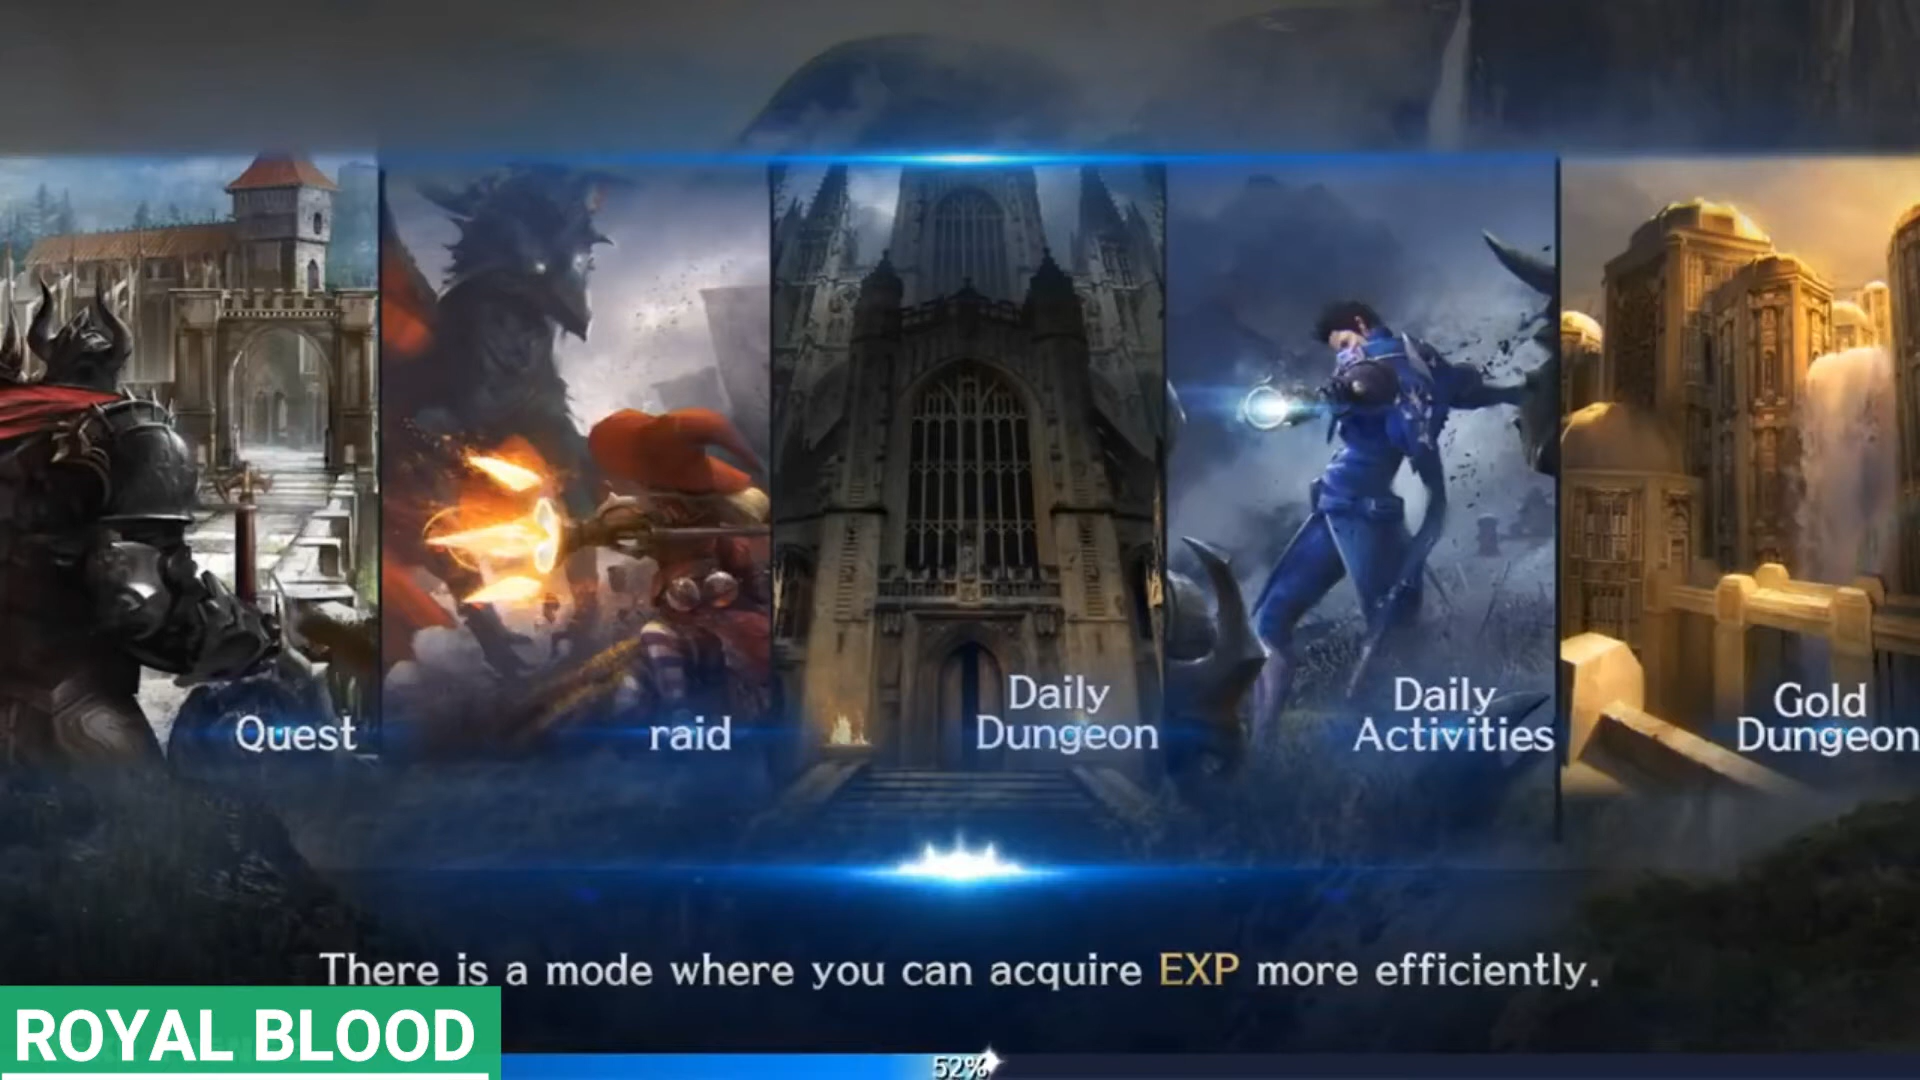 Quest
raid
Daily
Dungeon
Daily
Activities
Gold
Dungeon
There is a mode where you can acquire EXP more efficiently.
ROYAL BLOOD
52%